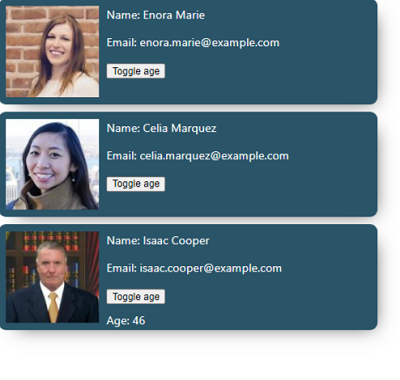 Name: Enora Marie
Email: enora.marie@example.com
Toggle age
Name: Celia Marquez
Email: celia.marquez@example.com
Toggle age
Name: Isaac Cooper
Email: isaac.cooper@example.com
Toggle age
Age: 46